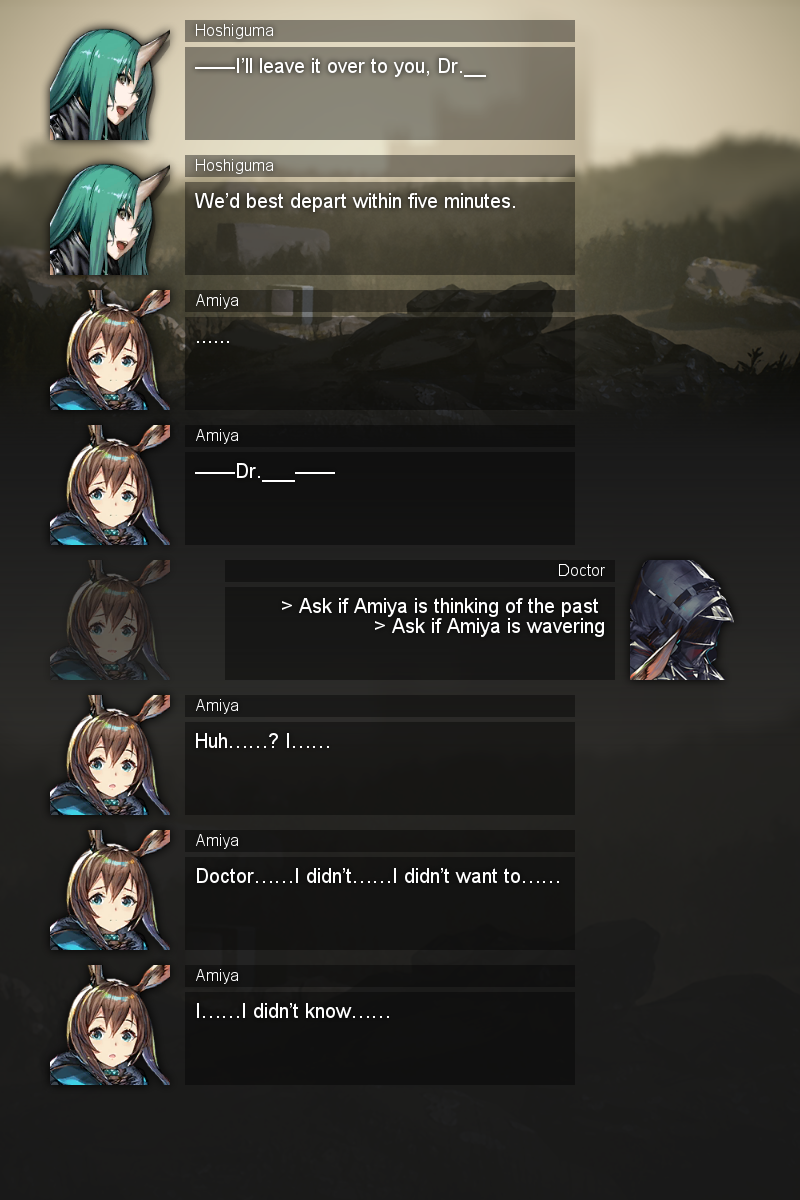 Hoshiguma
——I'll leave it over to you, Dr.__
Hoshiguma
We'd best depart within five minutes.
Amiya
......
Amiya
——Dr.___——
Doctor
> Ask if Amiya is thinking of the past
> Ask if Amiya is wavering
Amiya
Huh......? I......
Amiya
Doctor......I didn't......I didn't want to......
Amiya
I......I didn't know......